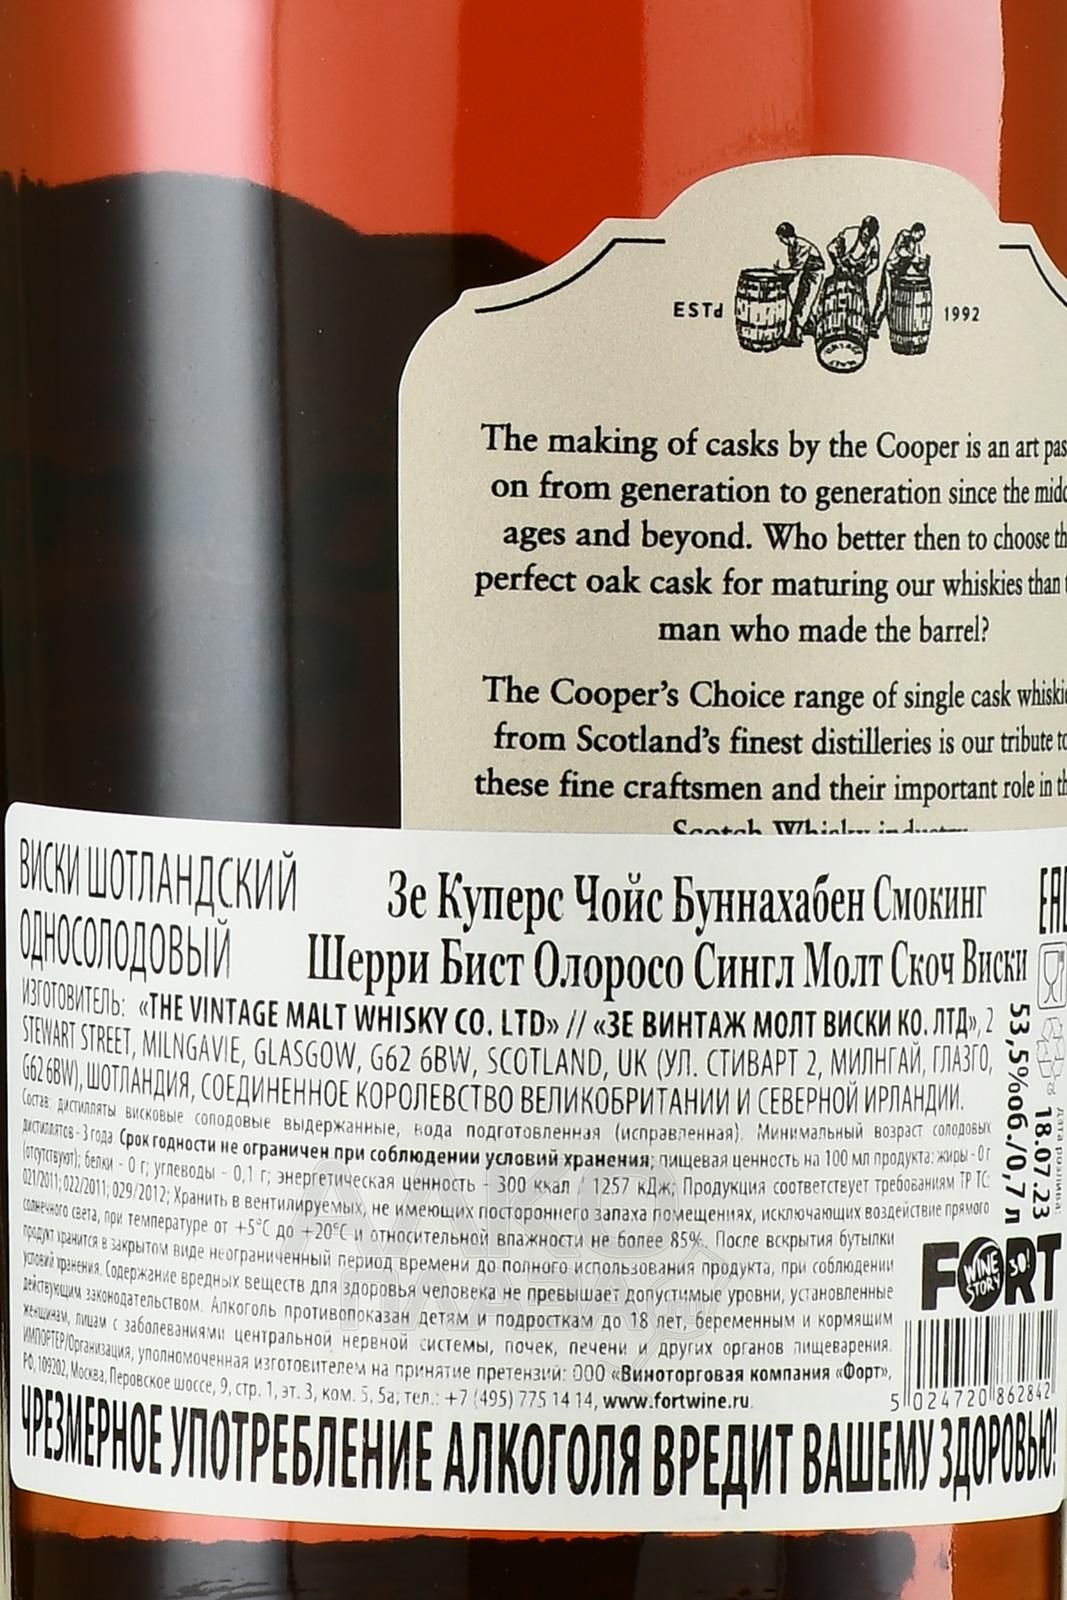 ESTd 1992
The making of casks by the Cooper is an art pas
on from generation to generation since the midd
ages and beyond. Who better then to choose th
perfect oak cask for maturing our whiskies than t
man who made the barrel?
The Cooper's Choice range of single cask whiskie
from Scotland's finest distilleries is our tribute to
these fine craftsmen and their important role in th
Scotch Whisky industry
ВИСКИ ШОТЛАНДСКИЙ
ОДНОСОЛОДОВЫЙ
Зе Куперс Чойс Буннахабен Смокинг
Шерри Бист Олоросо Сингл Молт Скоч Виски
EAC
ИЗГОТОВИТЕЛЬ: «THE VINTAGE MALT WHISKY CO. LTD» // «ЗЕ ВИНТАЖ МОЛТ ВИСКИ КО. ЛТД», 2
STEWART STREET, MILNGAVIE, GLASGOW, G62 6BW, SCOTLAND, UK (УЛ. СТИВАРТ 2, МИЛНГАЙ, ГЛАЗГО,
G62 6BW), ШОТЛАНДИЯ, СОЕДИНЕННОЕ КОРОЛЕВСТВО ВЕЛИКОБРИТАНИИ И СЕВЕРНОЙ ИРЛАНДИИ.
Состав: дистилляты висковые солодовые выдержанные, вода подготовленная (исправленная). Минимальный возраст солодовых
дистиллятов - 3 года. Срок годности не ограничен при соблюдении условий хранения; пищевая ценность на 100 мл продукта: жиры - 0 г
(отсутствуют); белки - 0 г; углеводы - 0,1 г; энергетическая ценность - 300 ккал / 1257 кДж; Продукция соответствует требованиям ТР ТС:
021/2011; 022/2011; 029/2012; Хранить в вентилируемых, не имеющих постороннего запаха помещениях, исключающих воздействие прямого
солнечного света, при температуре от +5°C до +20°C и относительной влажности не более 85%. После вскрытия бутылки
продукт хранится в закрытом виде неограниченный период времени до полного использования продукта, при соблюдении
условий хранения. Содержание вредных веществ для здоровья человека не превышает допустимые уровни, установленные
действующим законодательством. Алкоголь противопоказан детям и подросткам до 18 лет, беременным и кормящим
женщинам, лицам с заболеваниями центральной нервной системы, почек, печени и других органов пищеварения.
ИМПОРТЕР/Организация, уполномоченная изготовителем на принятие претензий: ООО «Виноторговая компания «Форт»,
РФ, 109202, Москва, Перовское шоссе, 9, стр. 1, эт. 3, ком. 5, 5а; тел.: +7 (495) 775 14 14, www.fortwine.ru
53,5%об./0,7 л
дата розлива:
18.07.23
GL
FORT
WINE STORY 30!
5 024720 862842
ЧРЕЗМЕРНОЕ УПОТРЕБЛЕНИЕ АЛКОГОЛЯ ВРЕДИТ ВАШЕМУ ЗДОРОВЬЮ!